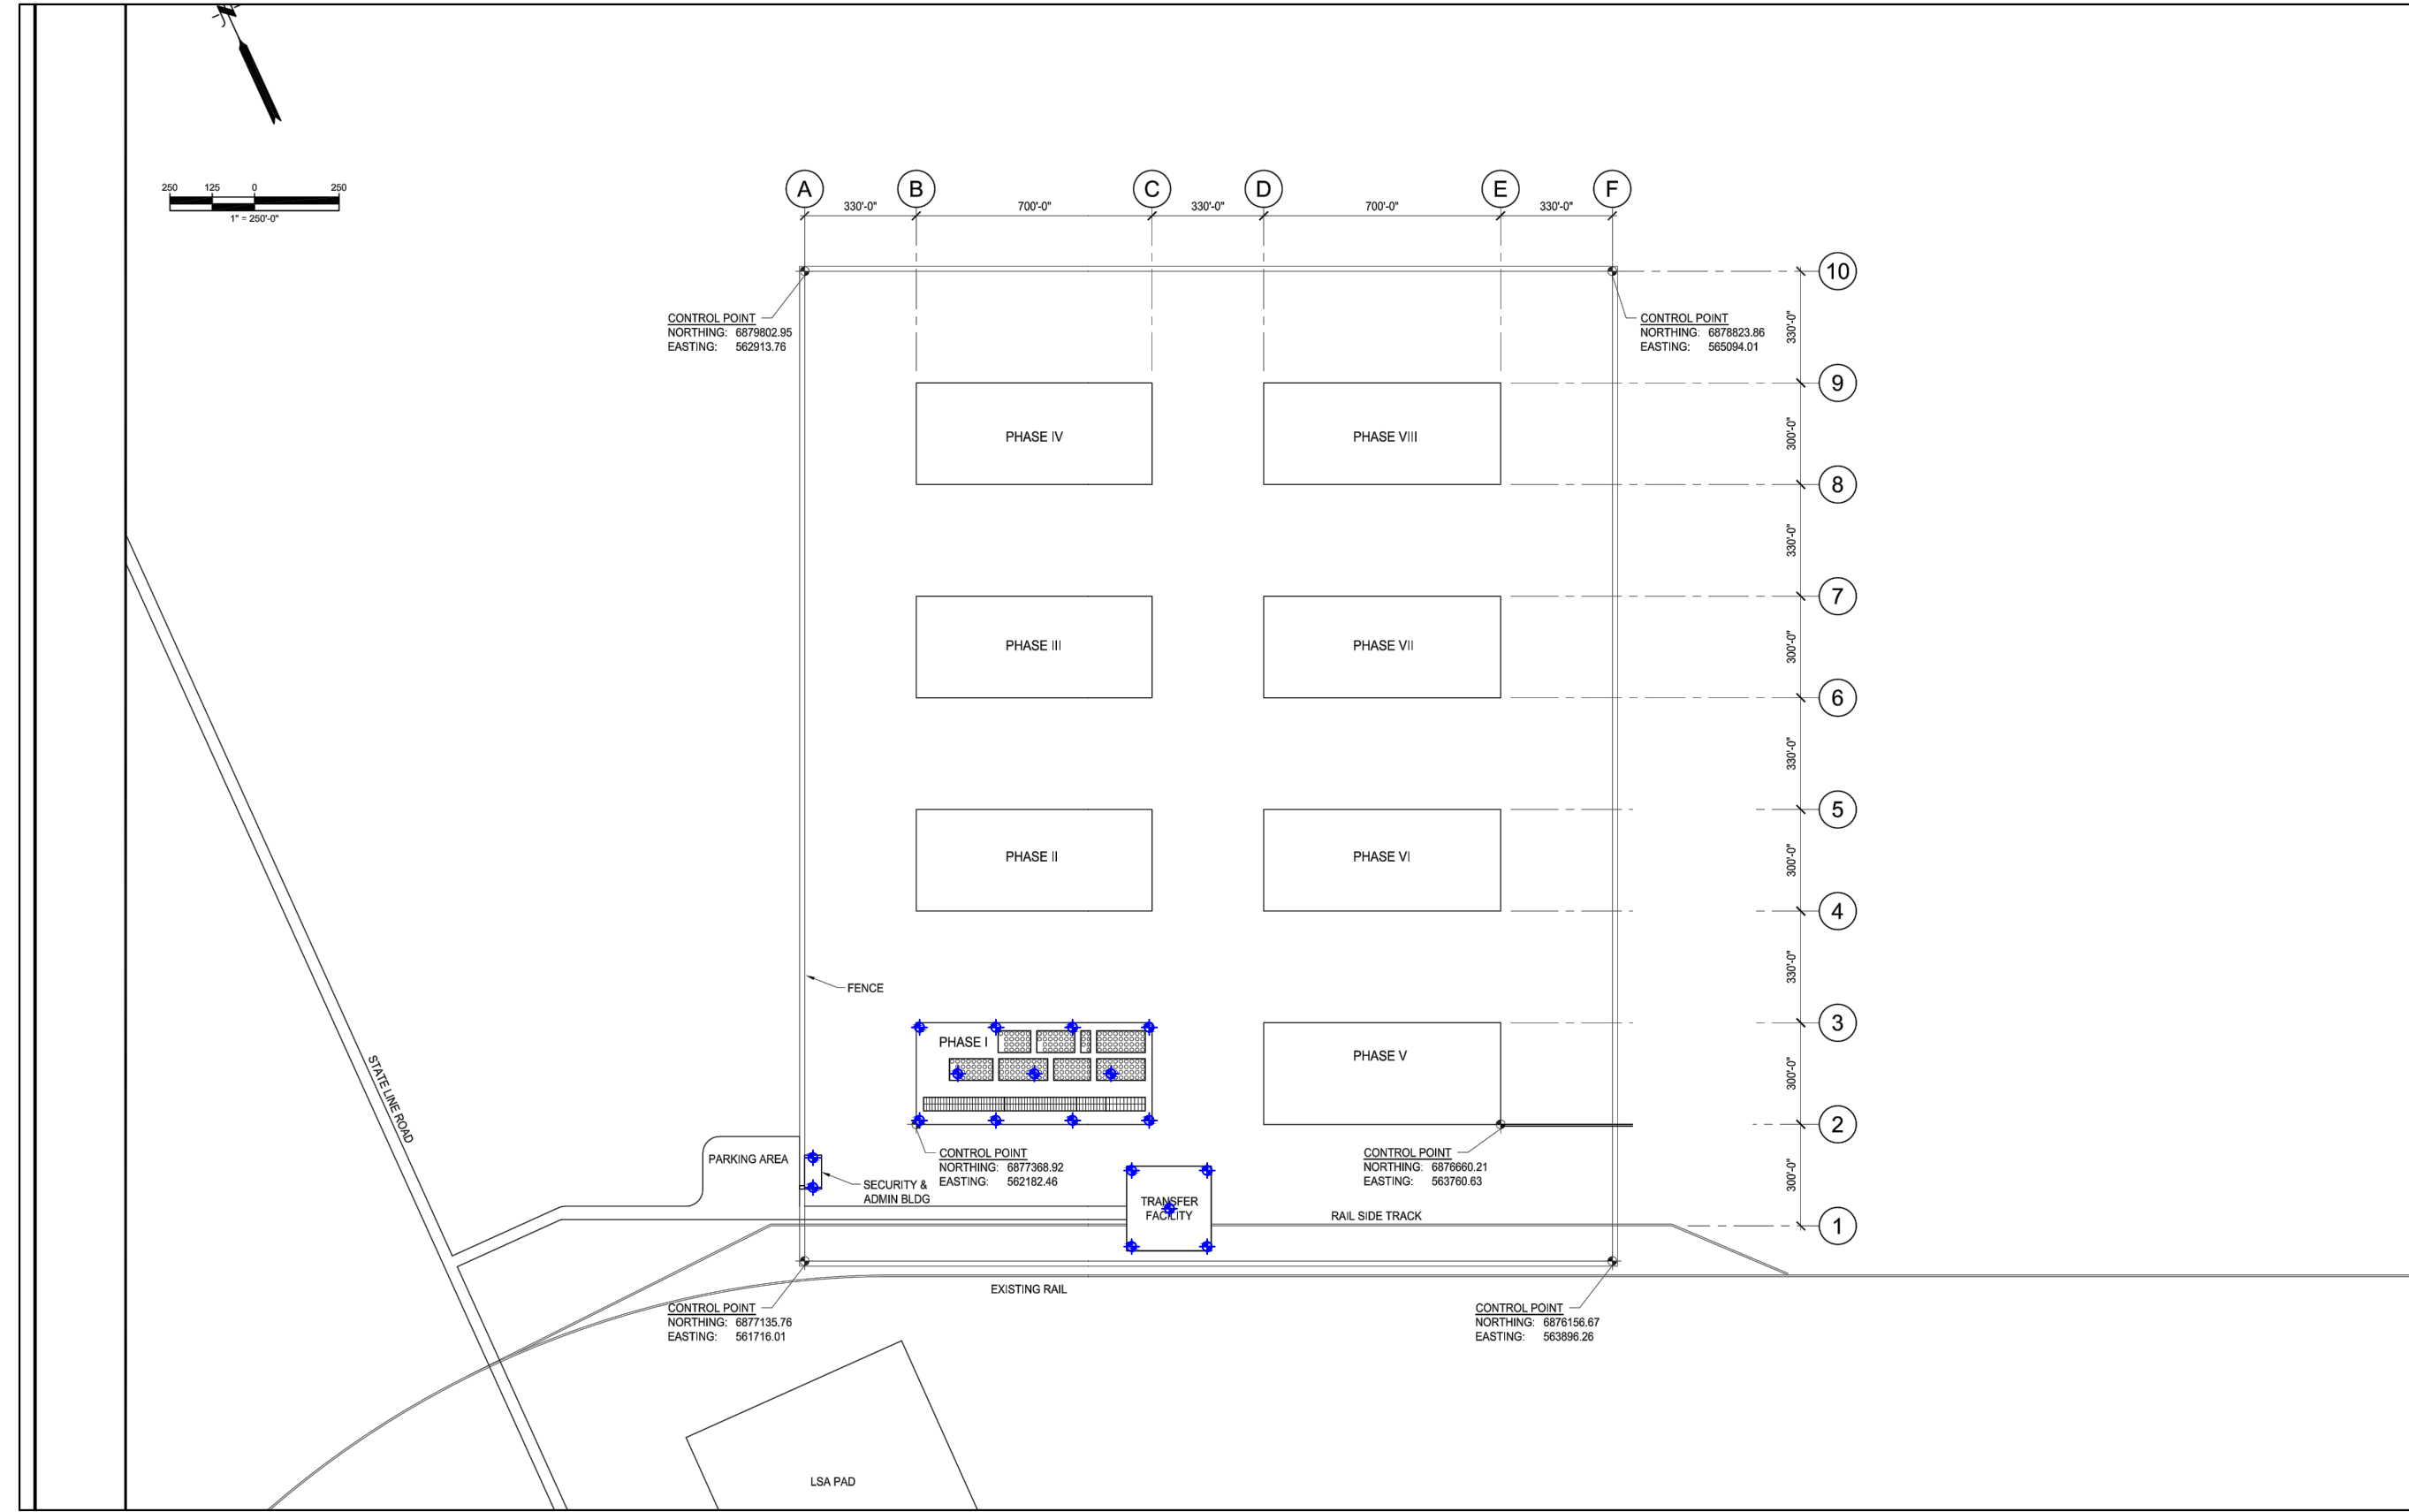 250 125 0 250
1" = 250'-0"
A B C D E F
330'-0" 700'-0" 330'-0" 700'-0" 330'-0"
10
CONTROL POINT
NORTHING: 6879802.95
EASTING: 562913.76
CONTROL POINT
NORTHING: 6878823.86
EASTING: 565094.01
330'-0"
9
PHASE IV
PHASE VIII
300'-0"
8
330'-0"
7
PHASE III
PHASE VII
300'-0"
6
330'-0"
5
PHASE II
PHASE VI
300'-0"
4
330'-0"
FENCE
3
PHASE I
PHASE V
300'-0"
STATE LINE ROAD
2
PARKING AREA
SECURITY &
ADMIN BLDG
CONTROL POINT
NORTHING: 6877368.92
EASTING: 562182.46
CONTROL POINT
NORTHING: 6876660.21
EASTING: 563760.63
300'-0"
TRANSFER
FACILITY
RAIL SIDE TRACK
1
EXISTING RAIL
CONTROL POINT
NORTHING: 6877135.76
EASTING: 561716.01
CONTROL POINT
NORTHING: 6876156.67
EASTING: 563896.26
LSA PAD